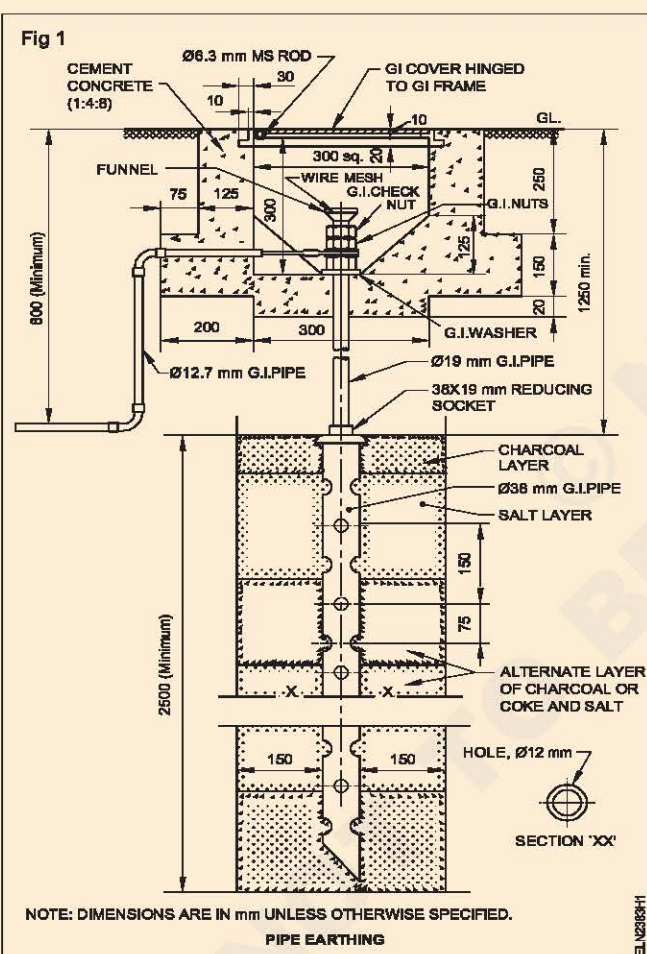 Fig 1
Ø6.3 mm MS ROD
30
CEMENT
CONCRETE
(1:4:8)
10
GI COVER HINGED
TO GI FRAME
10
GL.
300 sq.
20
FUNNEL
WIRE MESH
G.I.CHECK
NUT
G.I.NUTS
75
125
300
125
250
150
20
1250 min.
800 (Minimum)
200
300
G.I.WASHER
Ø12.7 mm G.I.PIPE
Ø19 mm G.I.PIPE
38X19 mm REDUCING
SOCKET
CHARCOAL
LAYER
Ø38 mm G.I.PIPE
SALT LAYER
150
75
2500 (Minimum)
ALTERNATE LAYER
OF CHARCOAL OR
COKE AND SALT
X X
150
150
HOLE, Ø12 mm
SECTION 'XX'
NOTE: DIMENSIONS ARE IN mm UNLESS OTHERWISE SPECIFIED.
PIPE EARTHING
ELN2383H1